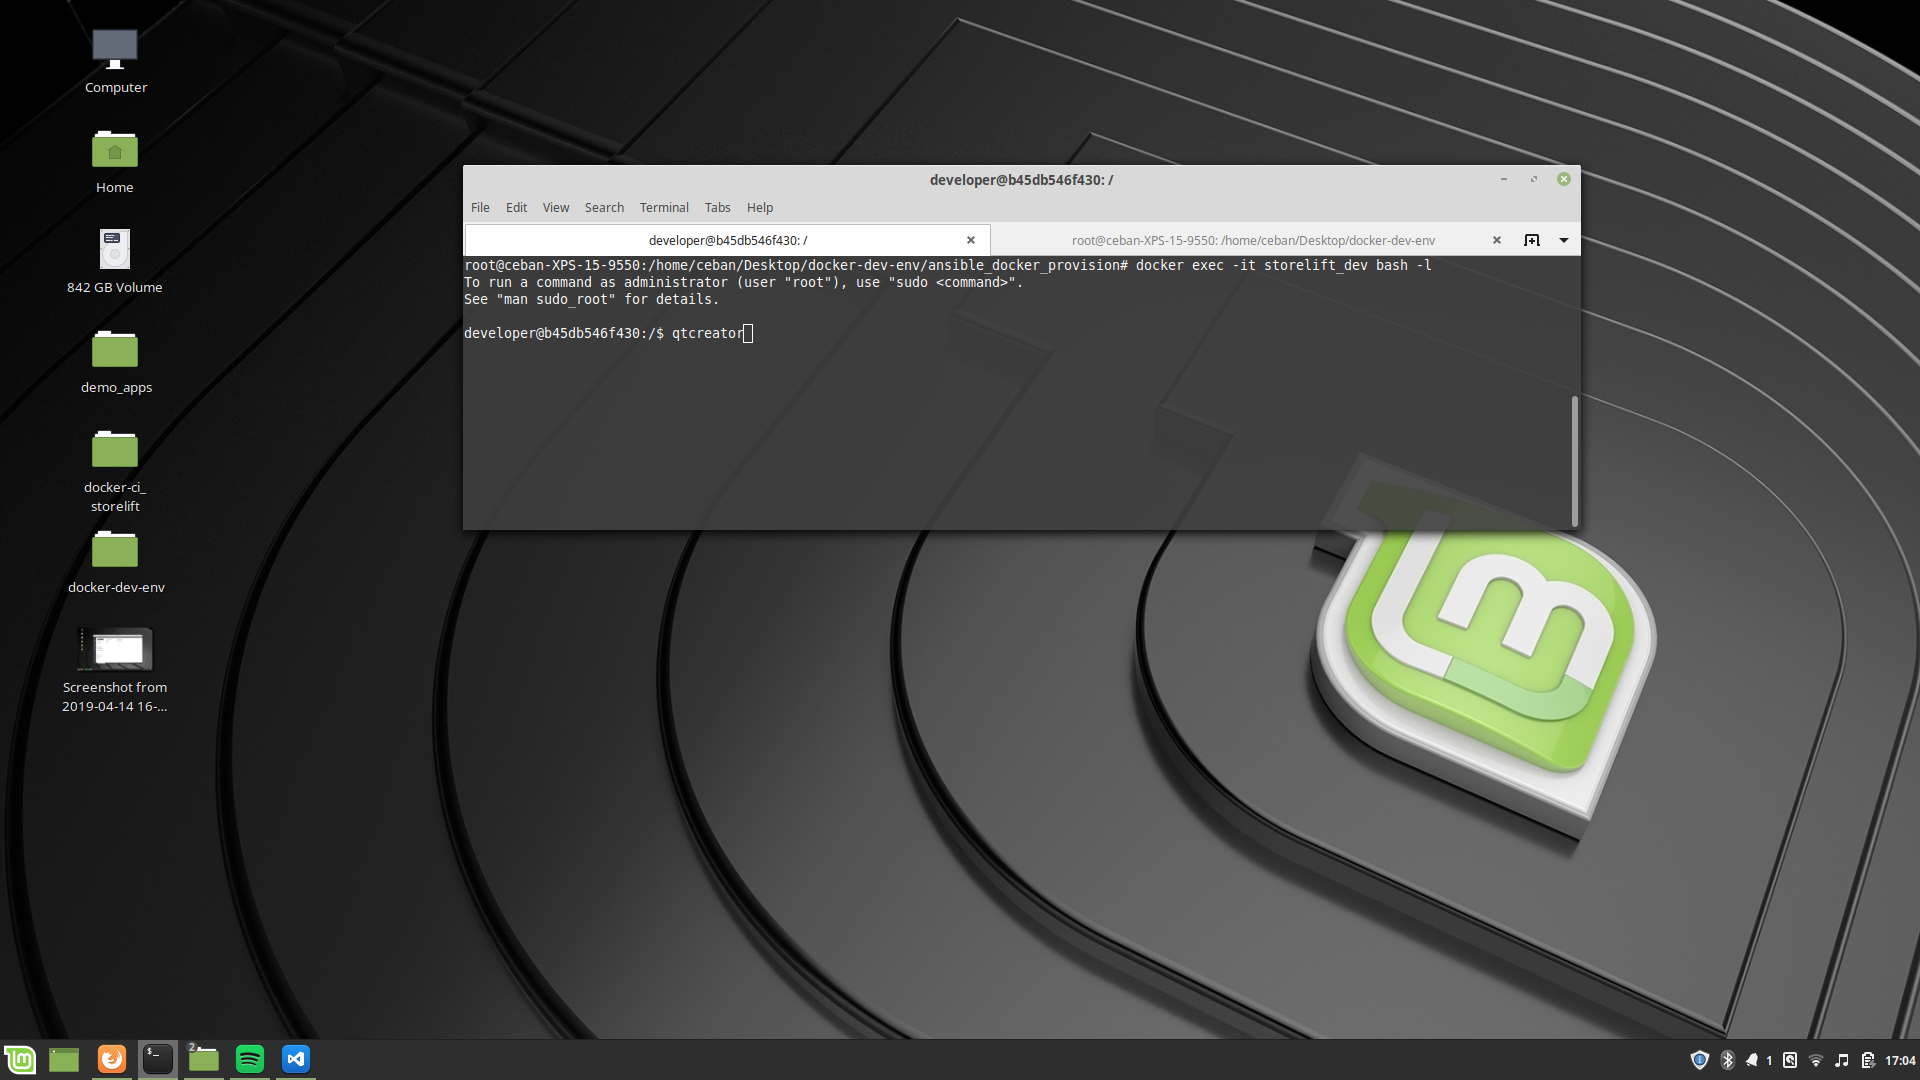 Computer
Home
842 GB Volume
demo_apps
docker-ci_
storelift
docker-dev-env
Screenshot from
2019-04-14 16-...
developer@b45db546f430: /
File Edit View Search Terminal Tabs Help
developer@b45db546f430: /
root@ceban-XPS-15-9550: /home/ceban/Desktop/docker-dev-env
root@ceban-XPS-15-9550:/home/ceban/Desktop/docker-dev-env/ansible_docker_provision# docker exec -it storelift_dev bash -l
To run a command as administrator (user "root"), use "sudo <command>".
See "man sudo_root" for details.
developer@b45db546f430:/$ qtcreator
2
1
17:04